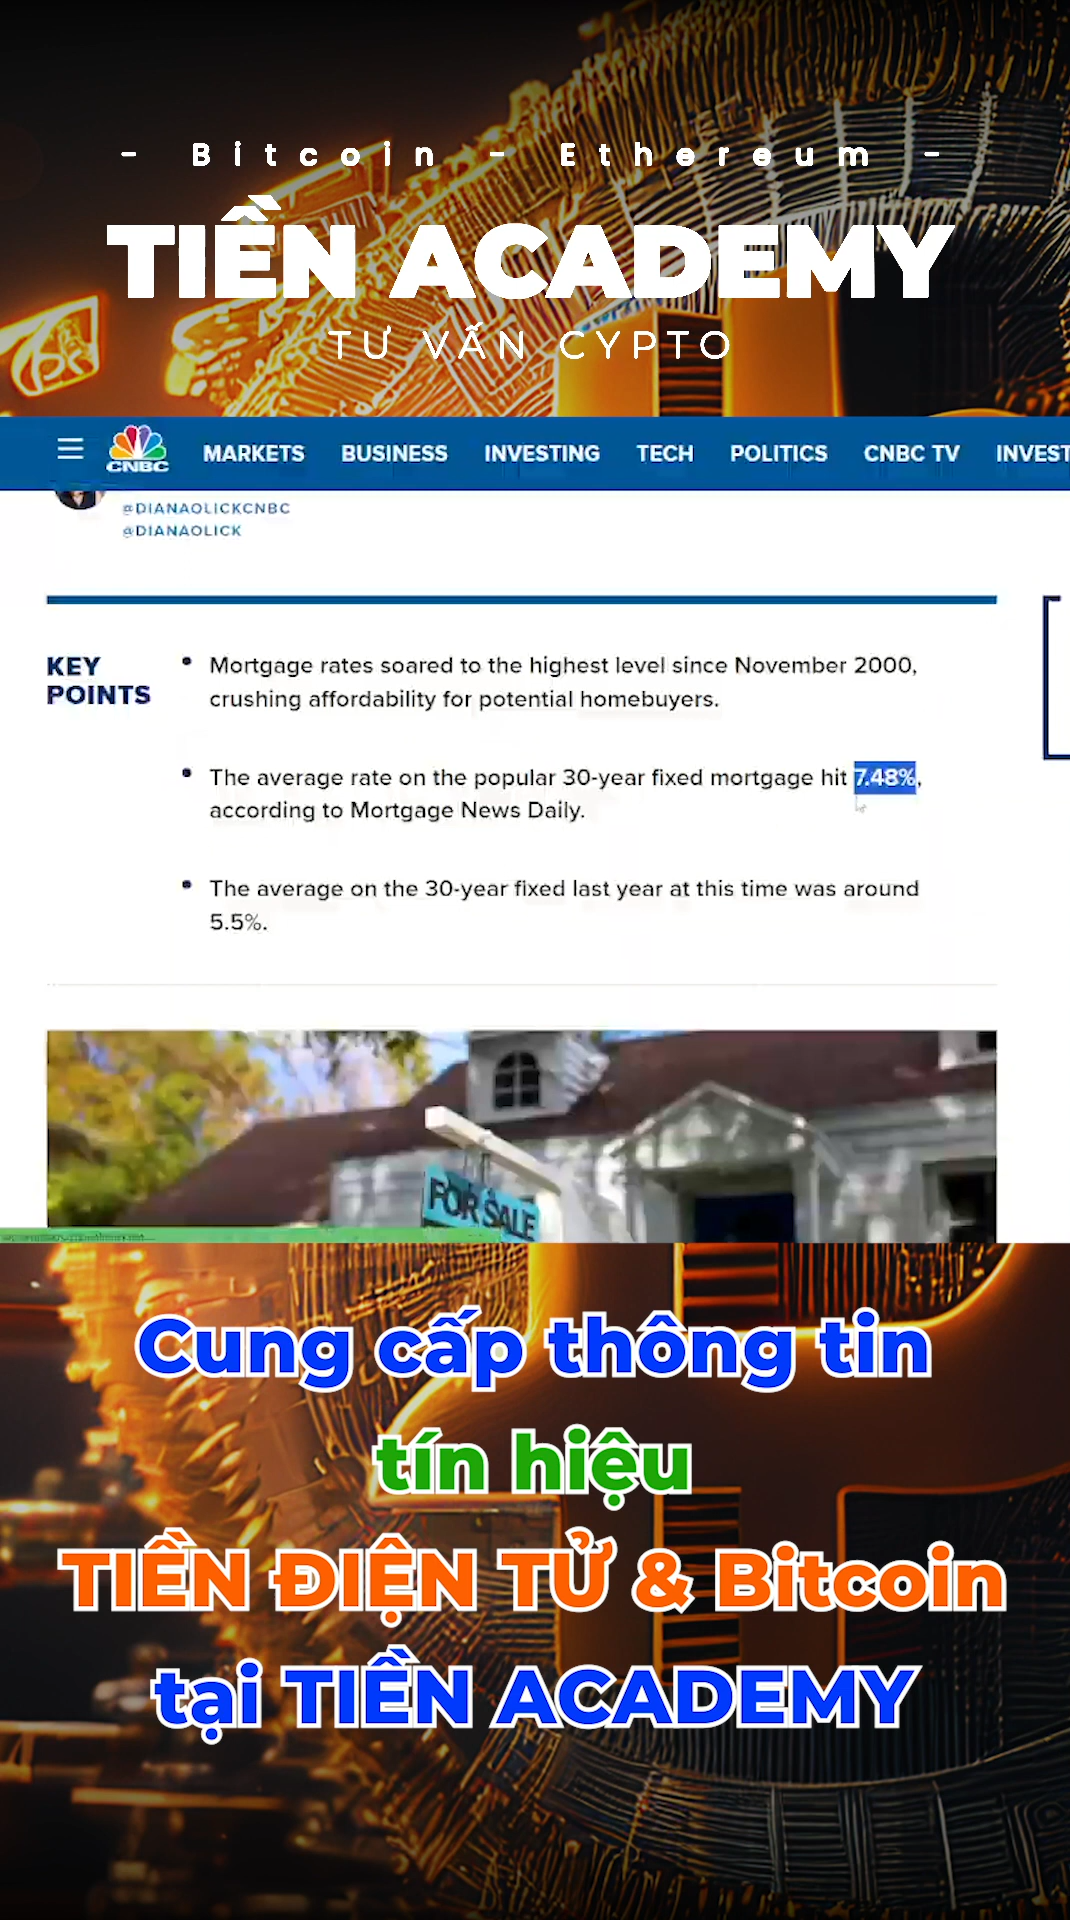 - Bitcoin - Ethereum -
TIỀN ACADEMY
TƯ VẤN CYPTO
CNBC MARKETS BUSINESS INVESTING TECH POLITICS CNBC TV INVEST
@DIANAOLICKCNBC
@DIANAOLICK
KEY
POINTS
• Mortgage rates soared to the highest level since November 2000,
crushing affordability for potential homebuyers.
• The average rate on the popular 30-year fixed mortgage hit 7.48%,
according to Mortgage News Daily.
• The average on the 30-year fixed last year at this time was around
5.5%.
FOR SALE
Cung cấp thông tin
tín hiệu
TIỀN ĐIỆN TỬ & Bitcoin
tại TIỀN ACADEMY